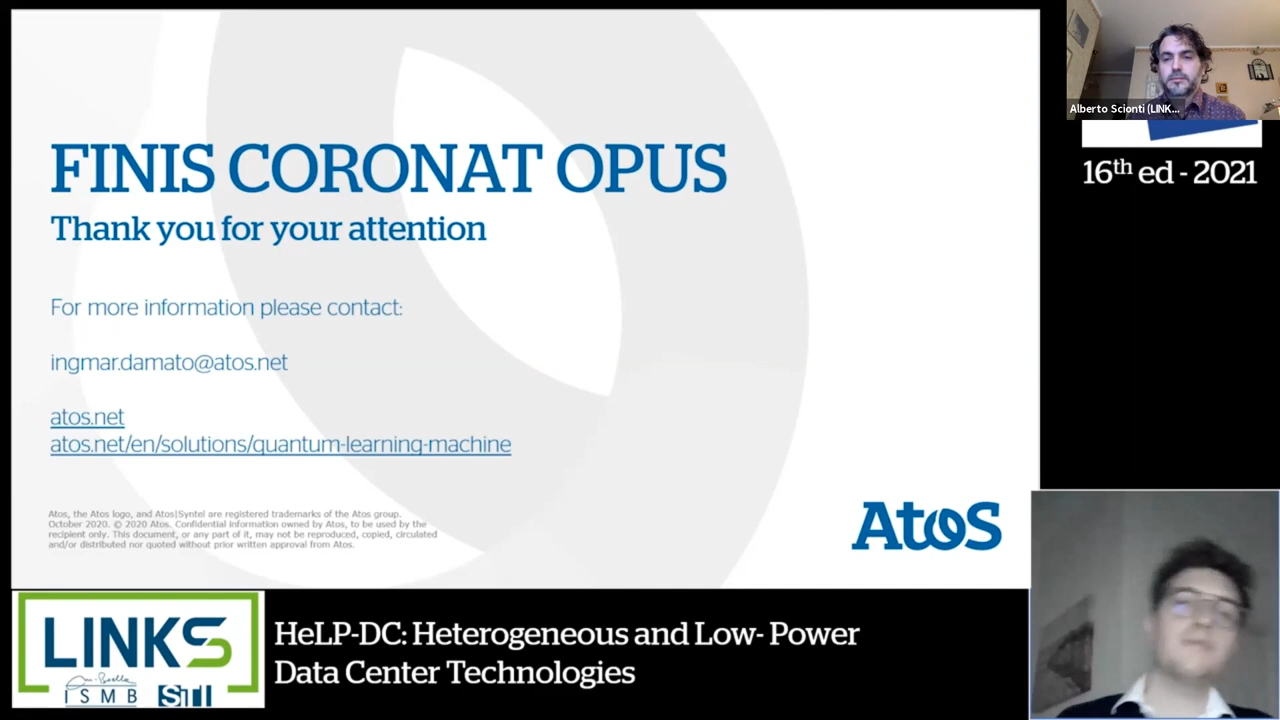 FINIS CORONAT OPUS
Thank you for your attention
For more information please contact:
ingmar.damato@atos.net
atos.net
atos.net/en/solutions/quantum-learning-machine
Atos, the Atos logo, and Atos|Syntel are registered trademarks of the Atos group.
October 2020. © 2020 Atos. Confidential information owned by Atos, to be used by the
recipient only. This document, or any part of it, may not be reproduced, copied, circulated
and/or distributed nor quoted without prior written approval from Atos.
Atos
Alberto Scionti (LINK...
16th ed - 2021
LINKS
ISMB STI
HeLP-DC: Heterogeneous and Low- Power
Data Center Technologies